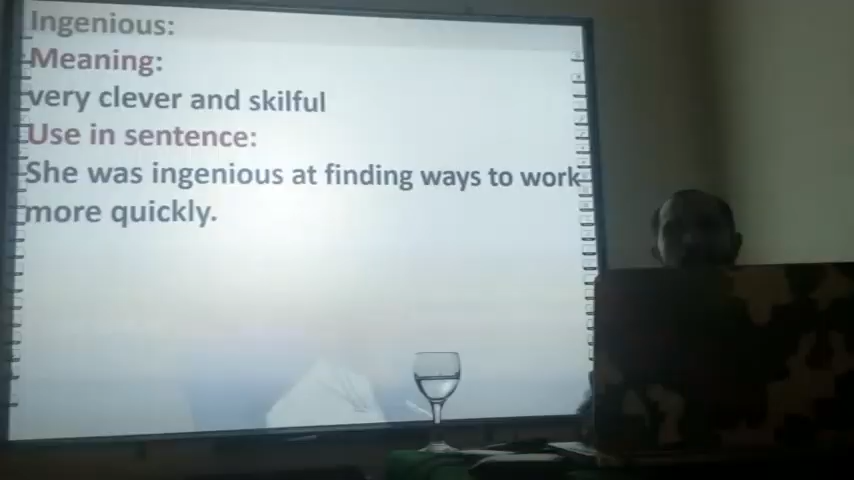 Ingenious:
Meaning:
very clever and skilful
Use in sentence:
She was ingenious at finding ways to work
more quickly.